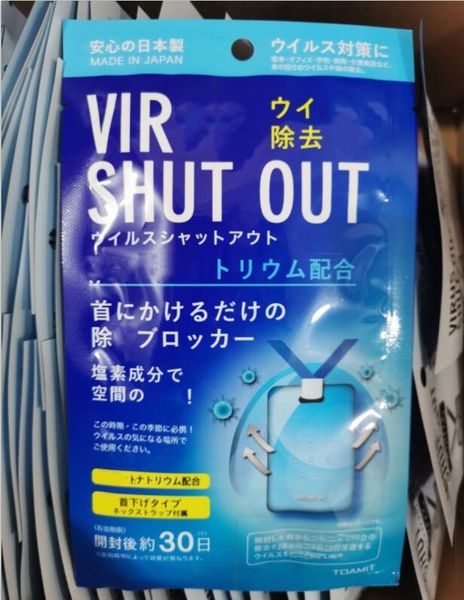 安心の日本製
MADE IN JAPAN
ウイルス対策に
VIR
ウイ
除去
SHUT OUT
ウイルスシャットアウト
トリウム配合
首にかけるだけの
除 ブロッカー
塩素成分で
空間の !
この時期・この季節に必携!
ウイルスの気になる場所で
ご使用ください。
トナトリウム配合
首下げタイプ
ネックストラップ付属
開封後約30日
TOAMIT